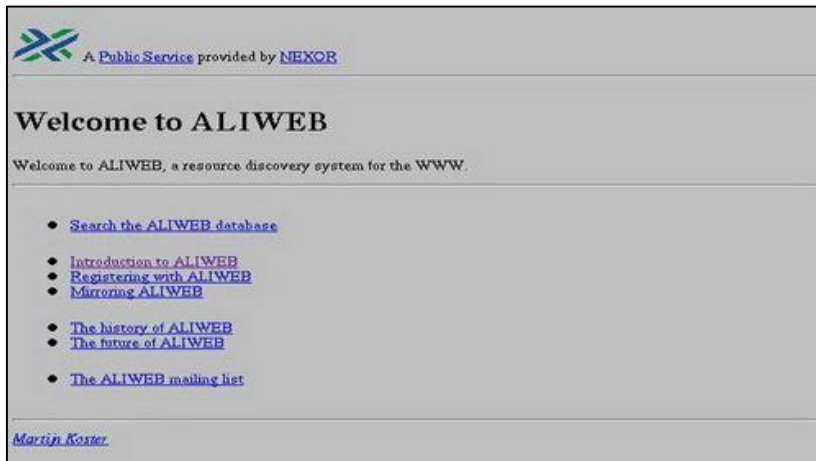 A Public Service provided by NEXOR
Welcome to ALIWEB
Welcome to ALIWEB, a resource discovery system for the WWW.
Search the ALIWEB database
Introduction to ALIWEB
Registering with ALIWEB
Mirroring ALIWEB
The history of ALIWEB
The future of ALIWEB
The ALIWEB mailing list
Martijn Koster